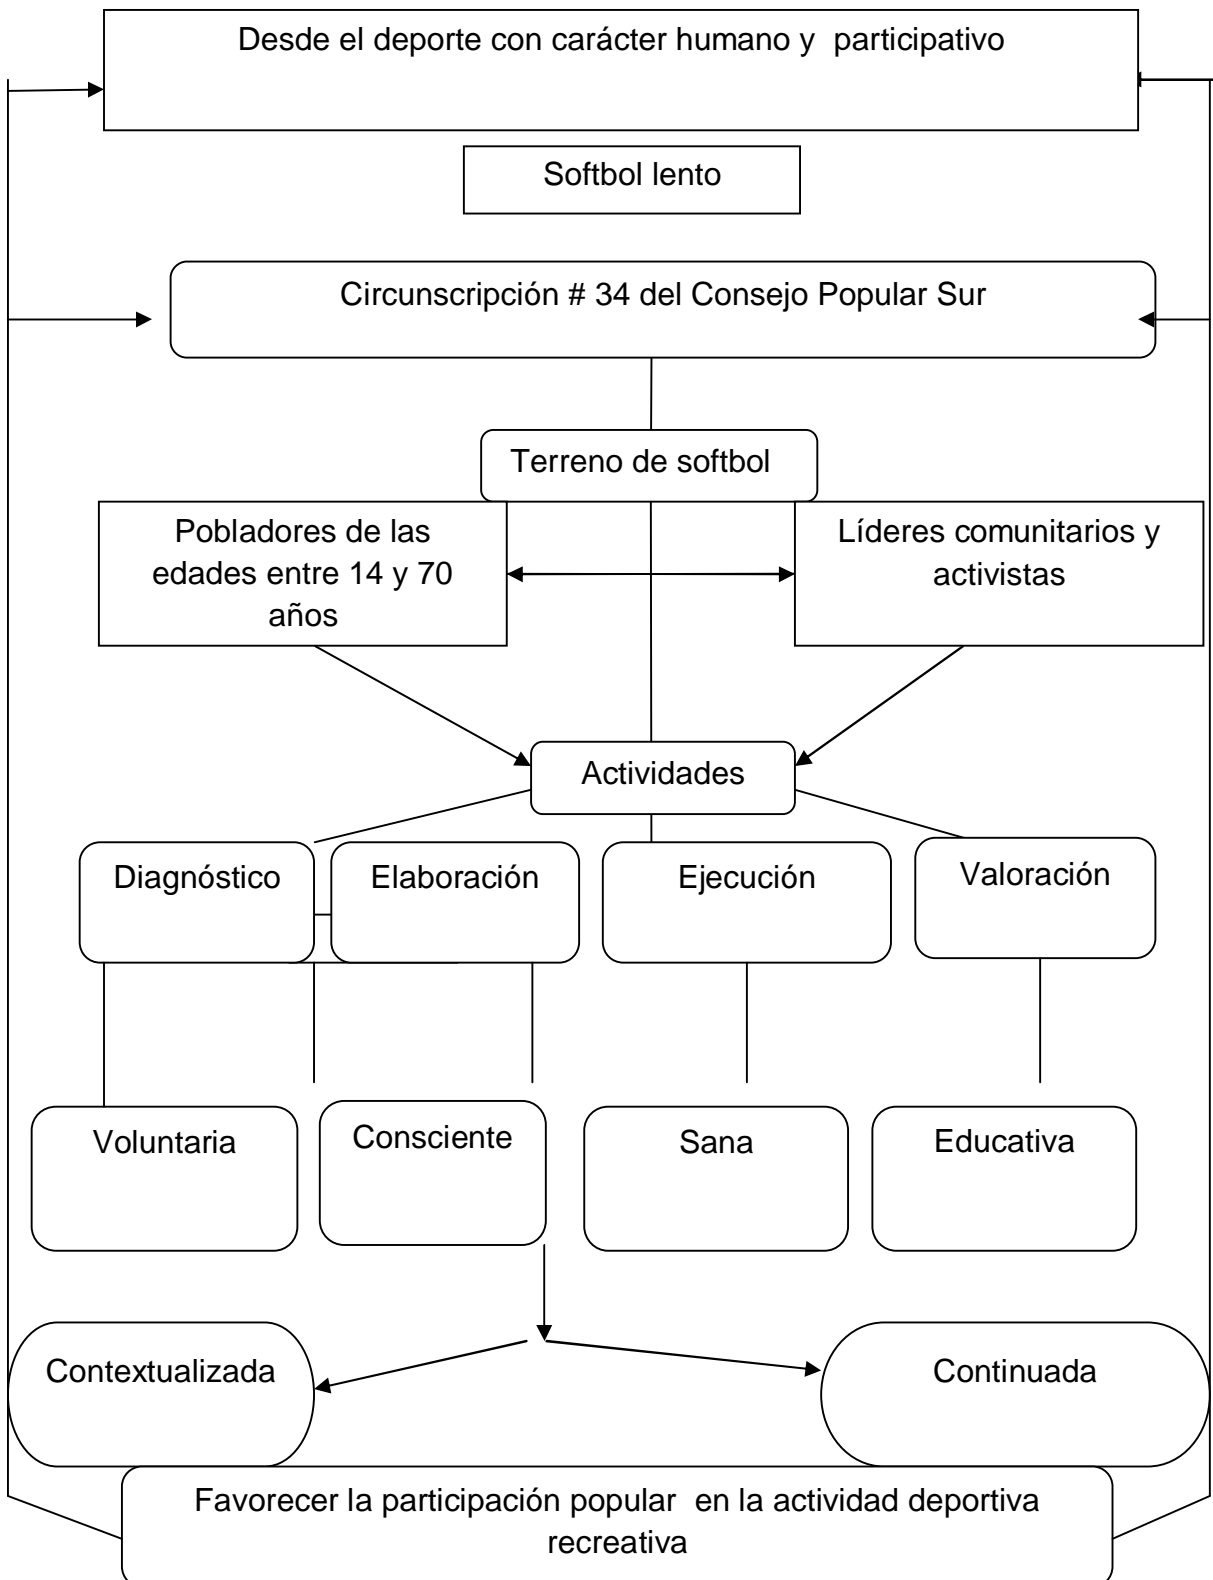 Desde el deporte con carácter humano y  participativo
Softbol lento
Circunscripción # 34 del Consejo Popular Sur
Terreno de softbol
Pobladores de las
edades entre 14 y 70
años
Líderes comunitarios y
activistas
Actividades
Diagnóstico
Elaboración
Ejecución
Valoración
Voluntaria
Consciente
Sana
Educativa
Contextualizada
Continuada
Favorecer la participación popular  en la actividad deportiva
recreativa